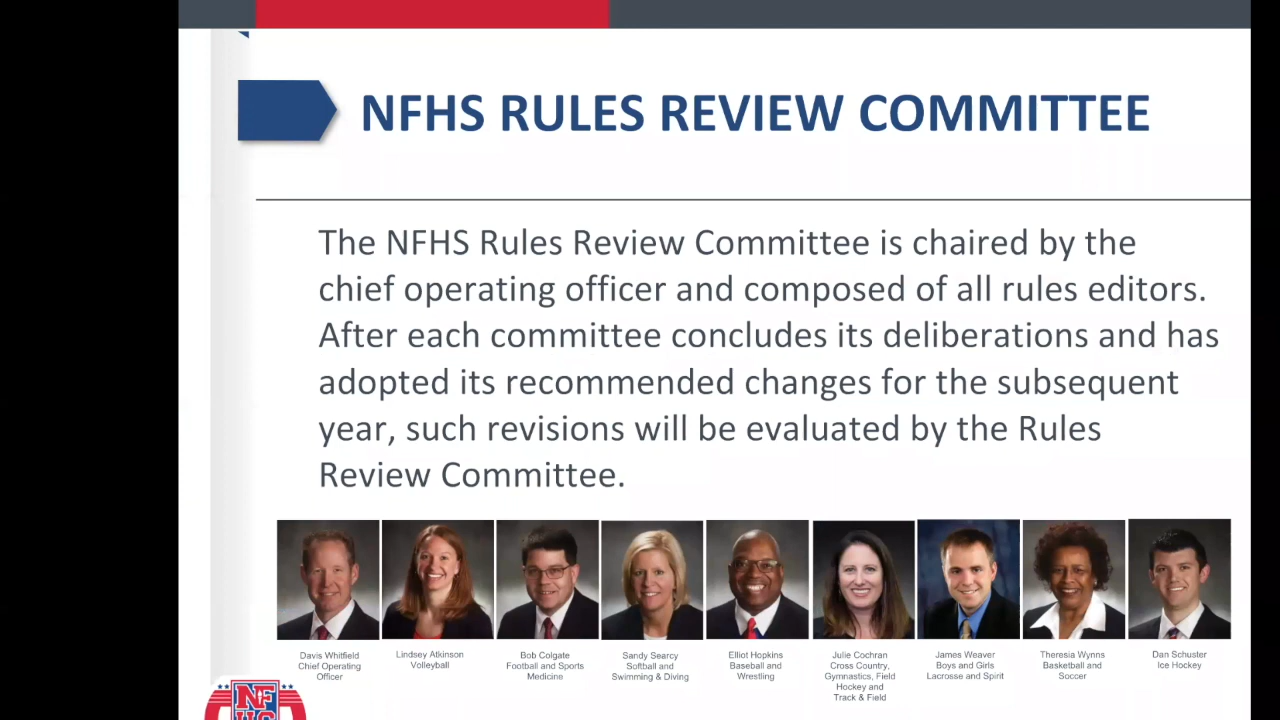 NFHS RULES REVIEW COMMITTEE
The NFHS Rules Review Committee is chaired by the
chief operating officer and composed of all rules editors.
After each committee concludes its deliberations and has
adopted its recommended changes for the subsequent
year, such revisions will be evaluated by the Rules
Review Committee.
Davis Whitfield
Chief Operating
Officer
Lindsey Atkinson
Volleyball
Bob Colgate
Football and Sports
Medicine
Sandy Searcy
Softball and
Swimming & Diving
Elliot Hopkins
Baseball and
Wrestling
Julie Cochran
Cross Country,
Gymnastics, Field
Hockey and
Track & Field
James Weaver
Boys and Girls
Lacrosse and Spirit
Theresia Wynns
Basketball and
Soccer
Dan Schuster
Ice Hockey
NF
HS